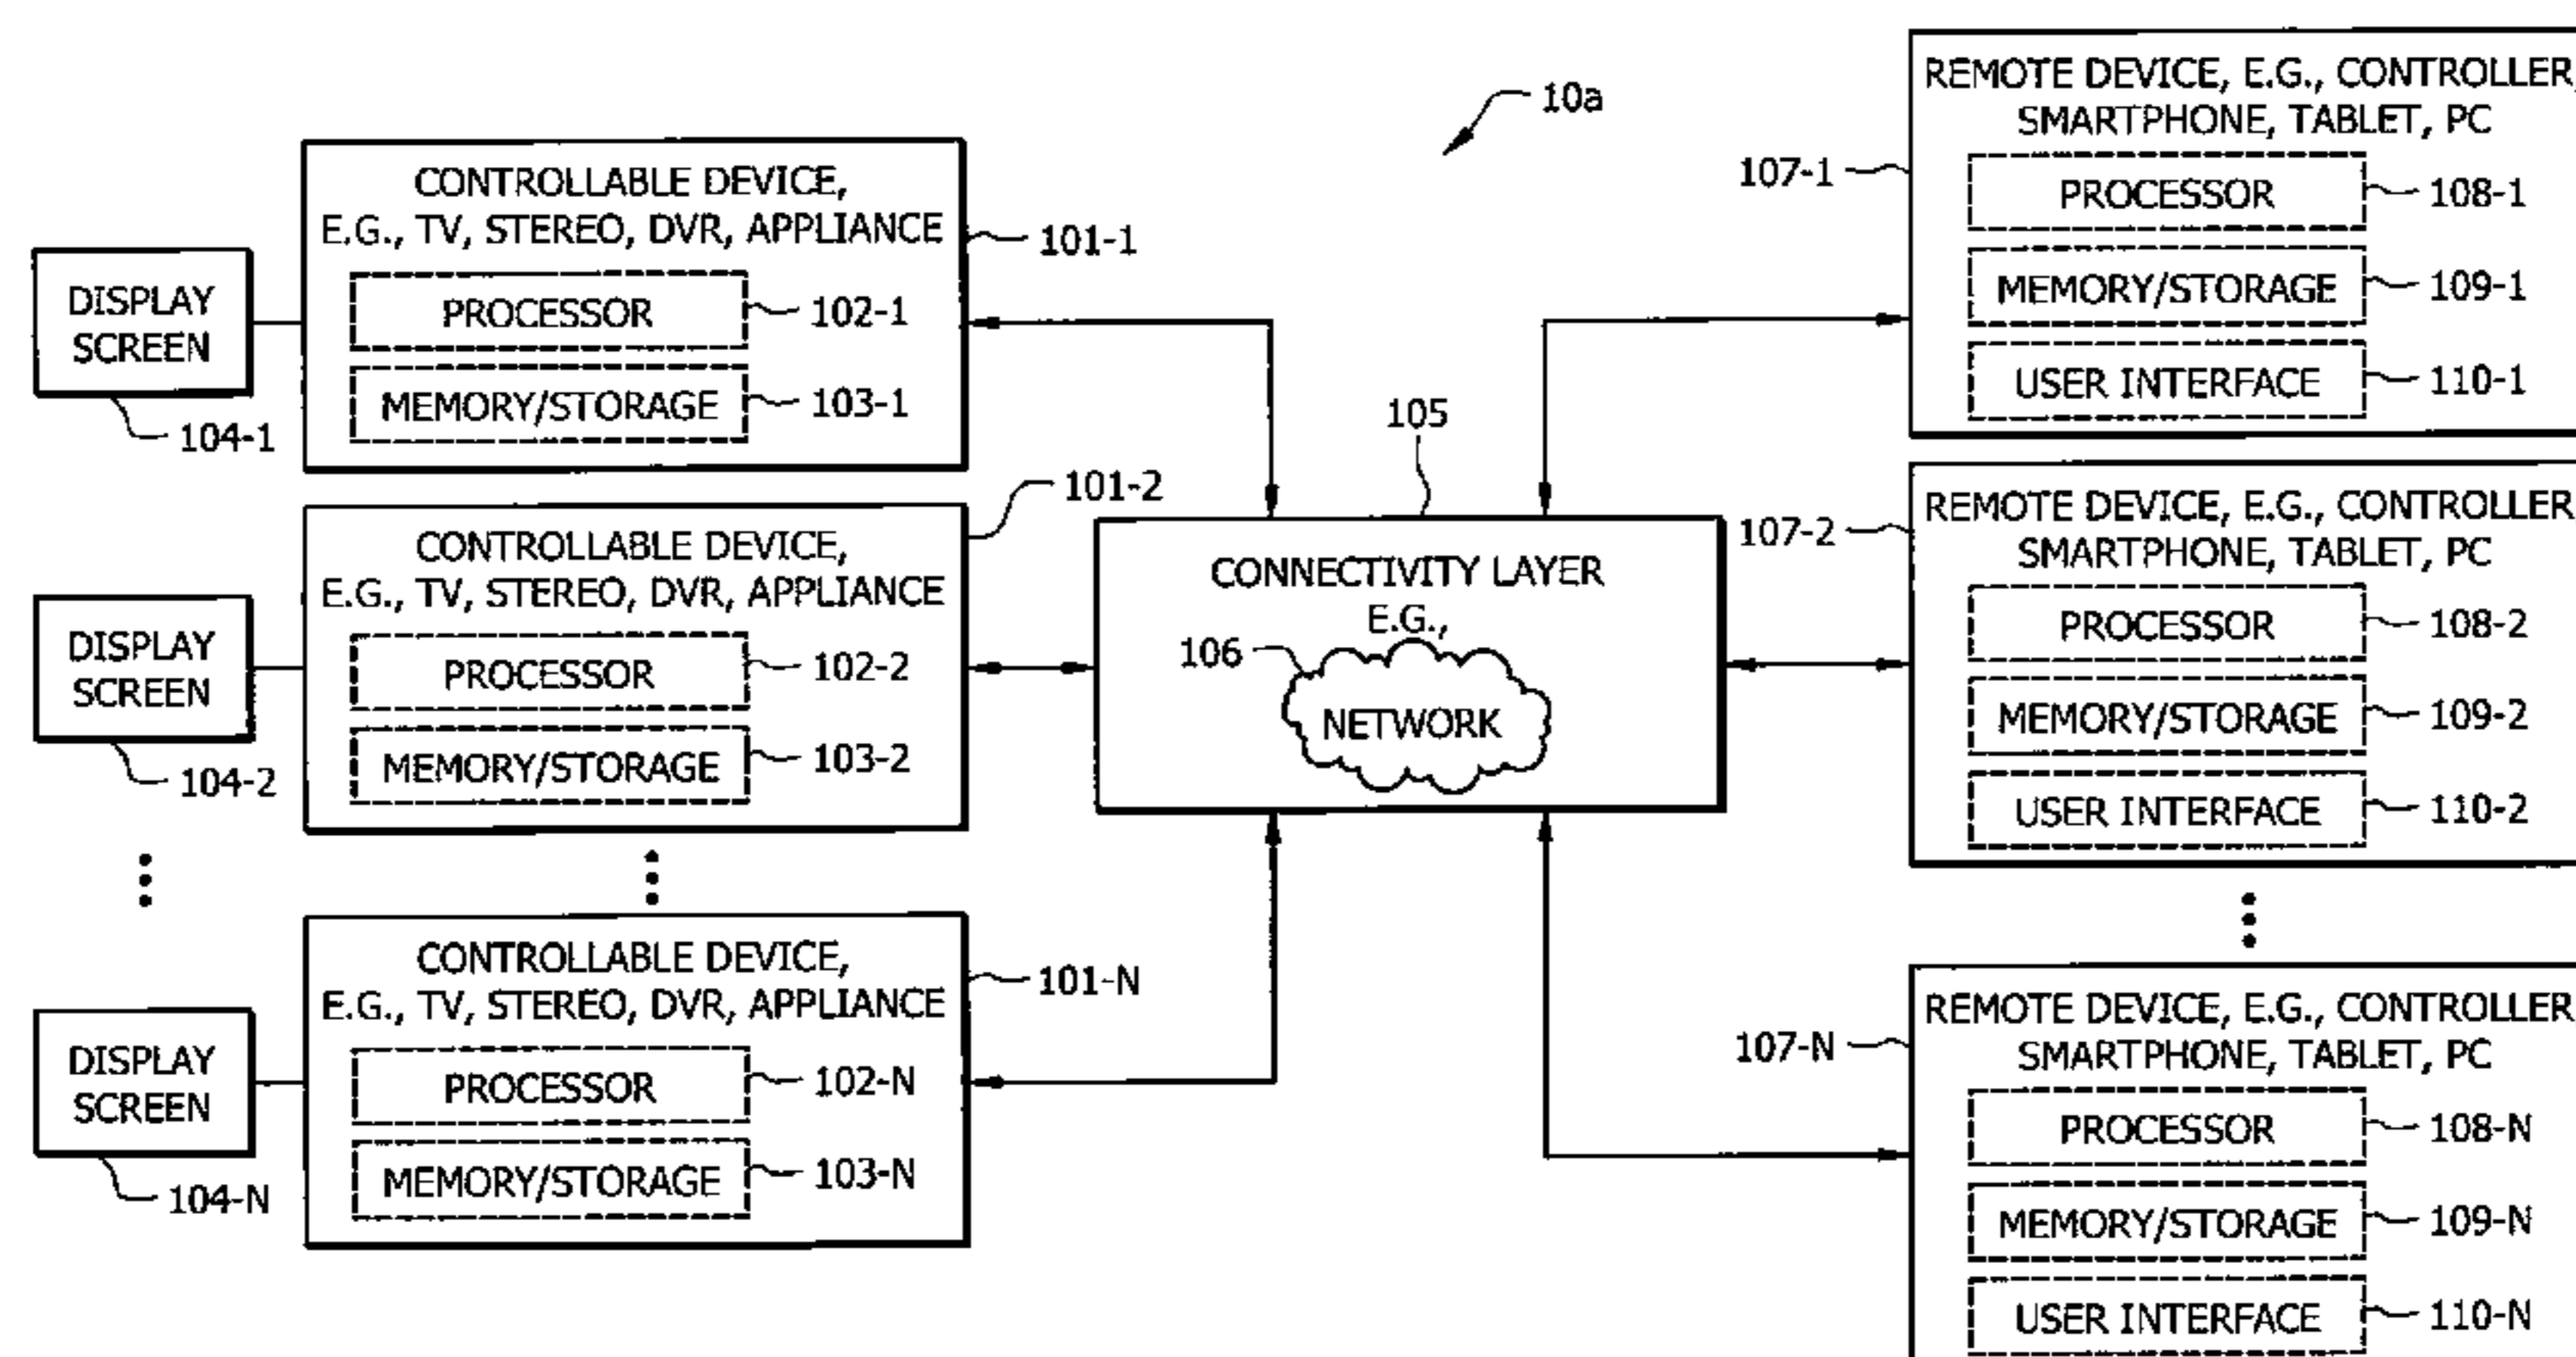 10a
DISPLAY
SCREEN
104-1
CONTROLLABLE DEVICE,
E.G., TV, STEREO, DVR, APPLIANCE
101-1
PROCESSOR
102-1
MEMORY/STORAGE
103-1
DISPLAY
SCREEN
104-2
CONTROLLABLE DEVICE,
E.G., TV, STEREO, DVR, APPLIANCE
101-2
PROCESSOR
102-2
MEMORY/STORAGE
103-2
DISPLAY
SCREEN
104-N
CONTROLLABLE DEVICE,
E.G., TV, STEREO, DVR, APPLIANCE
101-N
PROCESSOR
102-N
MEMORY/STORAGE
103-N
105
CONNECTIVITY LAYER
E.G.,
106
NETWORK
107-1
REMOTE DEVICE, E.G., CONTROLLER,
SMARTPHONE, TABLET, PC
PROCESSOR
108-1
MEMORY/STORAGE
109-1
USER INTERFACE
110-1
107-2
REMOTE DEVICE, E.G., CONTROLLER
SMARTPHONE, TABLET, PC
PROCESSOR
108-2
MEMORY/STORAGE
109-2
USER INTERFACE
110-2
107-N
REMOTE DEVICE, E.G., CONTROLLER
SMARTPHONE, TABLET, PC
PROCESSOR
108-N
MEMORY/STORAGE
109-N
USER INTERFACE
110-N